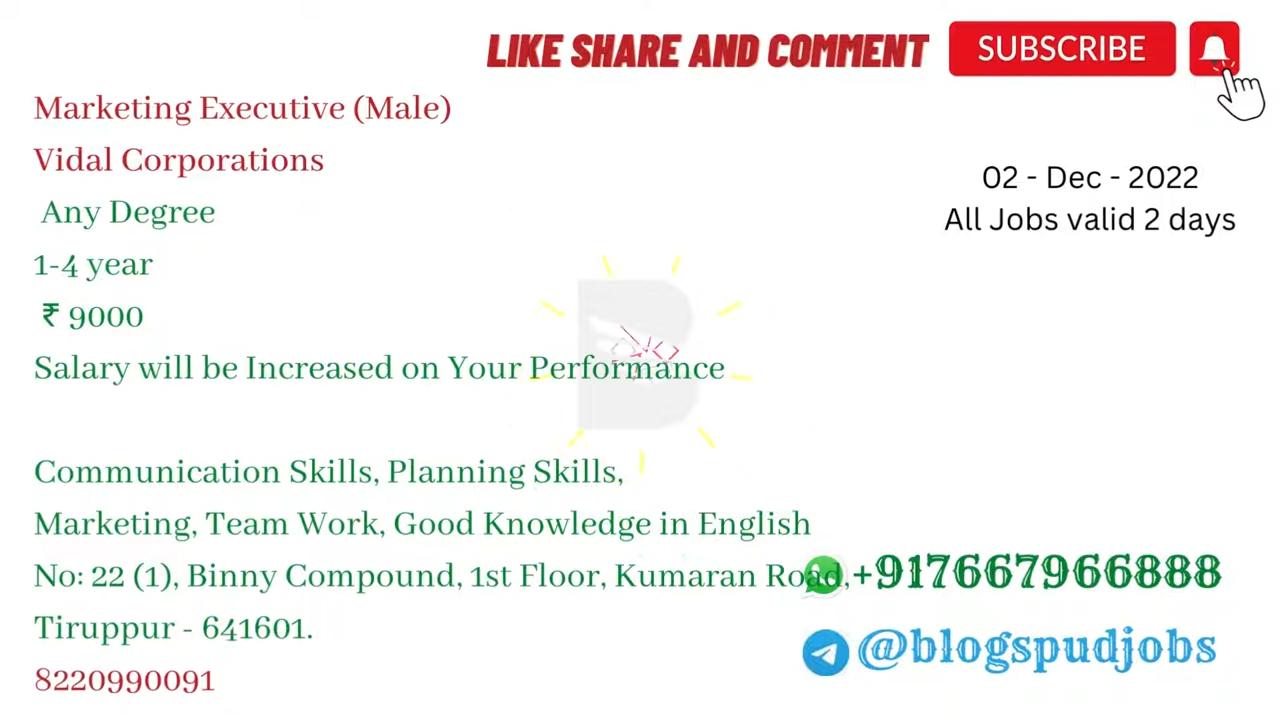 LIKE SHARE AND COMMENT
SUBSCRIBE
Marketing Executive (Male)
Vidal Corporations
02 - Dec - 2022
All Jobs valid 2 days
Any Degree
1-4 year
₹ 9000
Salary will be Increased on Your Performance
Communication Skills, Planning Skills,
Marketing, Team Work, Good Knowledge in English
No: 22 (1), Binny Compound, 1st Floor, Kumaran Road,
Tiruppur - 641601.
8220990091
+917667966888
@blogspudjobs